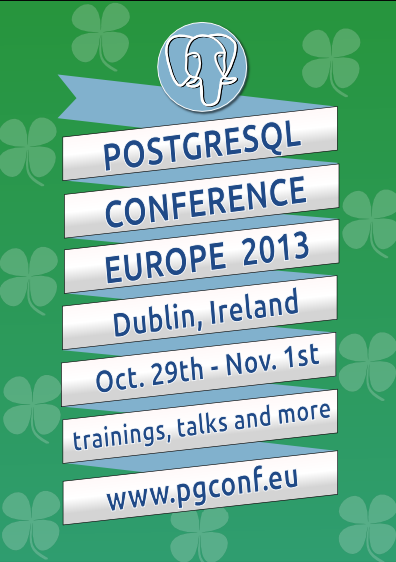 POSTGRESQL
CONFERENCE
EUROPE 2013
Dublin, Ireland
Oct. 29th - Nov. 1st
trainings, talks and more
www.pgconf.eu